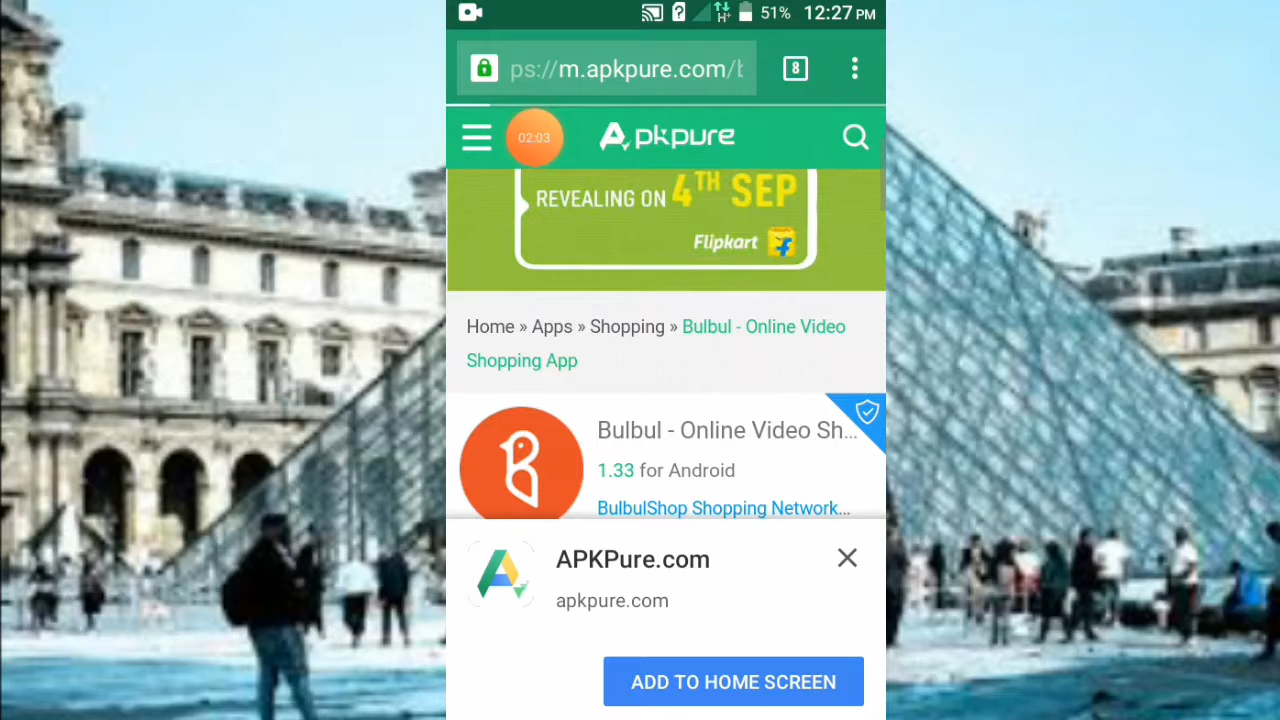 51% 12:27 PM
ps://m.apkpure.com/b
8
02:03
Apkpure
REVEALING ON 4TH SEP
Flipkart
Home » Apps » Shopping » Bulbul - Online Video
Shopping App
Bulbul - Online Video Sh...
1.33 for Android
BulbulShop Shopping Network...
APKPure.com
apkpure.com
ADD TO HOME SCREEN